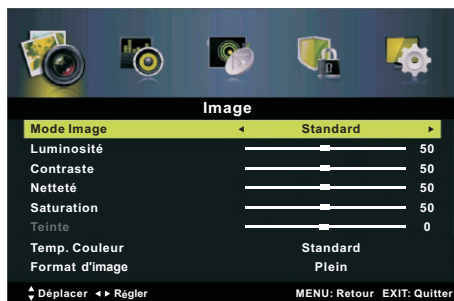 Image
Mode Image Standard
Luminosité 50
Contraste 50
Netteté 50
Saturation 50
Teinte 0
Temp. Couleur Standard
Format d'image Plein
Déplacer Régler MENU: Retour EXIT: Quitter